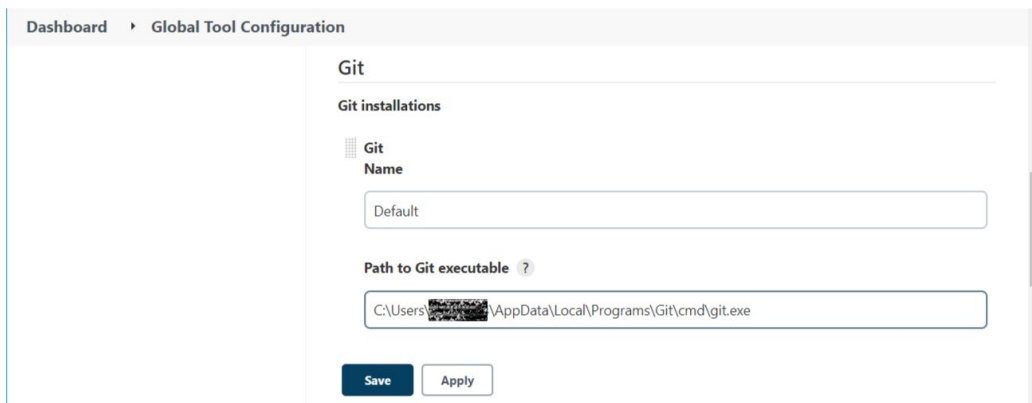 Dashboard ‣ Global Tool Configuration
Git
Git installations
Git
Name
Default
Path to Git executable ?
C:\Users\ \AppData\Local\Programs\Git\cmd\git.exe
Save Apply